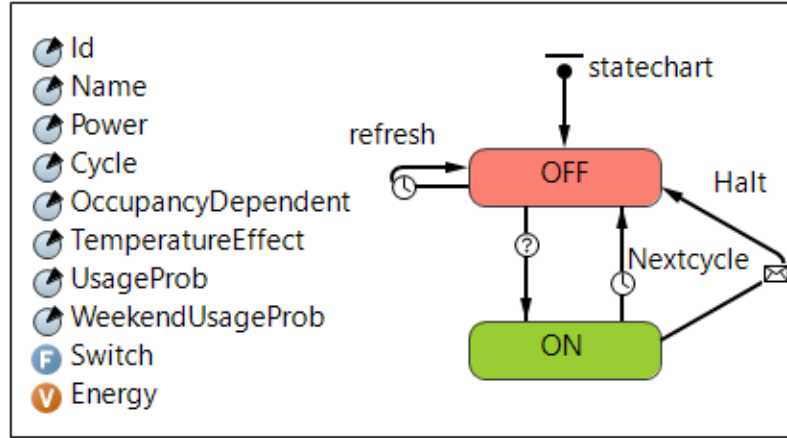 Id
Name
Power
Cycle
OccupancyDependent
TemperatureEffect
UsageProb
WeekendUsageProb
F Switch
V Energy
statechart
refresh
OFF
Halt
?
Nextcycle
ON